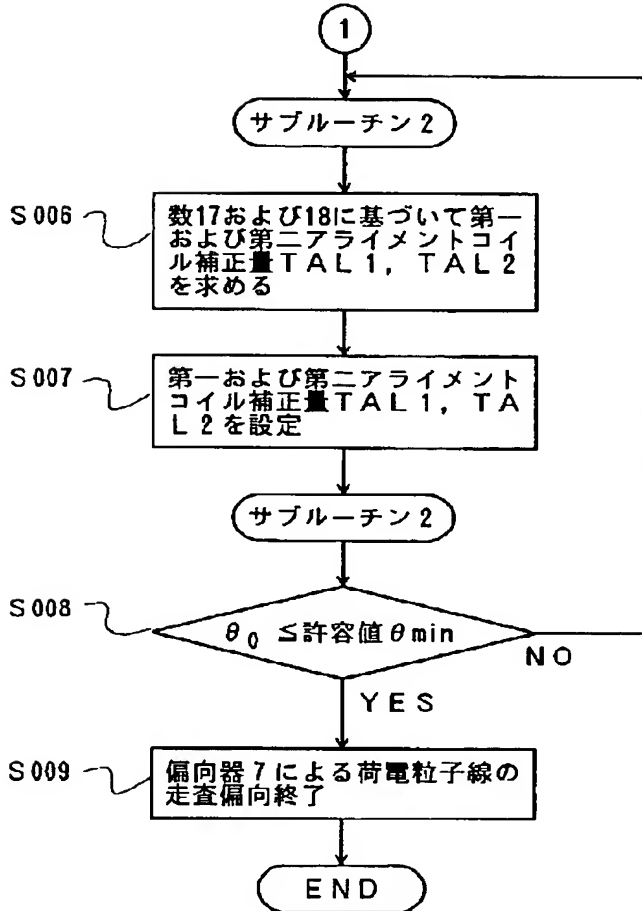 1
サブルーチン2
S006
数17および18に基づいて第一
および第二アライメントコイ
ル補正量TAL1，TAL2
を求める
S007
第一および第二アライメント
コイル補正量TAL1，TA
L2を設定
サブルーチン2
S008
θ0 ≤許容値θmin
NO
YES
S009
偏向器7による荷電粒子線の
走査偏向終了
END